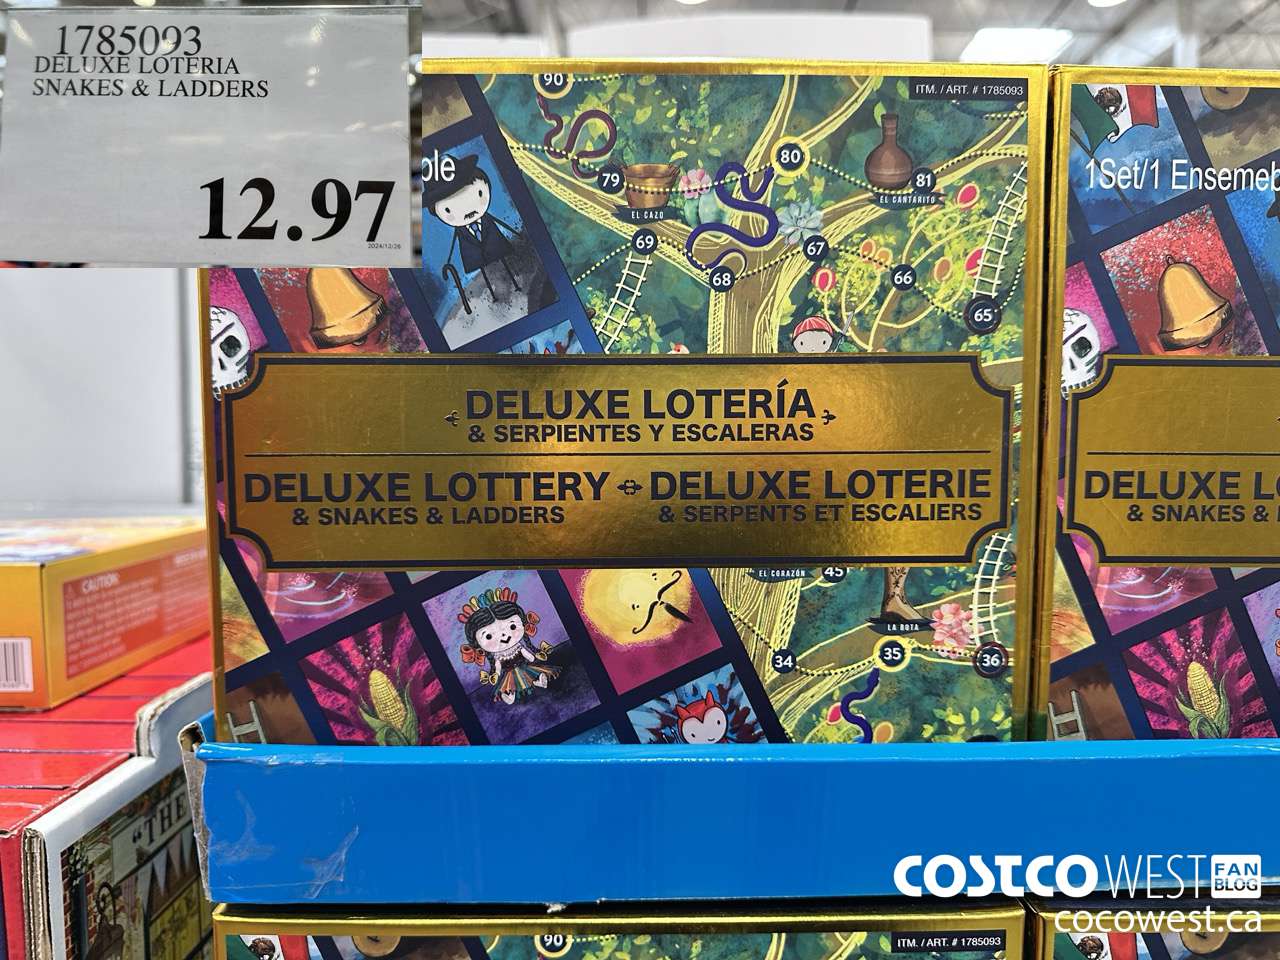 1785093
DELUXE LOTERIA
SNAKES & LADDERS
12.97
2024/12/26
ITM. / ART. # 1785093
90
80
79
81
EL CAZO
EL CANTARITO
69
67
68
66
65
1Set/1 Ensemeb
DELUXE LOTERÍA
& SERPIENTES Y ESCALERAS
DELUXE LOTTERY
& SNAKES & LADDERS
DELUXE LOTERIE
& SERPENTS ET ESCALIERS
DELUXE LO
& SNAKES &
EL CORAZÓN
45
LA BOTA
34
35
36
CAUTION
"THE
COSTCO WEST FAN BLOG
cocowest.ca
90
ITM. / ART. # 1785093